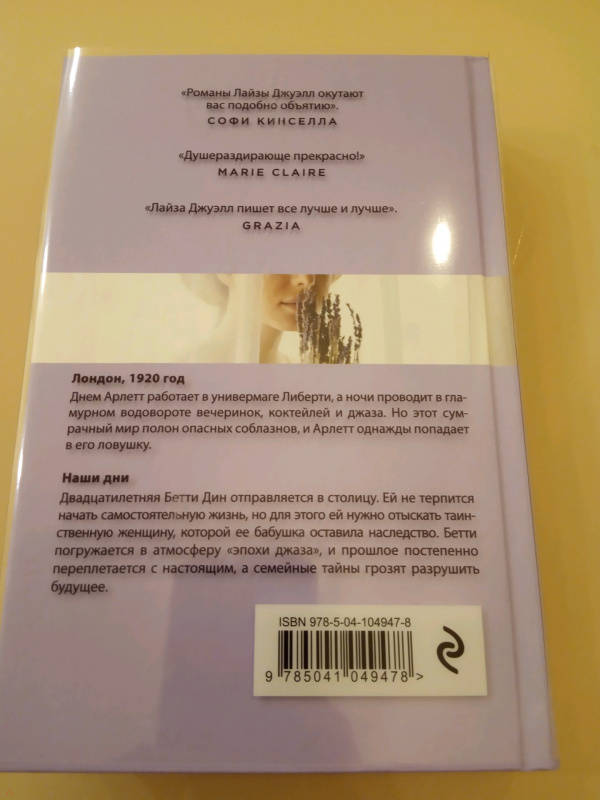 «Романы Лайзы Джуэлл окутают
вас подобно объятию».
СОФИ КИНСЕЛЛА
«Душераздирающе прекрасно!»
MARIE CLAIRE
«Лайза Джуэлл пишет все лучше и лучше».
GRAZIA
Лондон, 1920 год
Днем Арлетт работает в универмаге Либерти, а ночи проводит в гла-
мурном водовороте вечеринок, коктейлей и джаза. Но этот сум-
рачный мир полон опасных соблазнов, и Арлетт однажды попадает
в его ловушку.
Наши дни
Двадцатилетняя Бетти Дин отправляется в столицу. Ей не терпится
начать самостоятельную жизнь, но для этого ей нужно отыскать таин-
ственную женщину, которой ее бабушка оставила наследство. Бетти
погружается в атмосферу «эпохи джаза», и прошлое постепенно
переплетается с настоящим, а семейные тайны грозят разрушить
будущее.
ISBN 978-5-04-104947-8
9 785041 049478 >